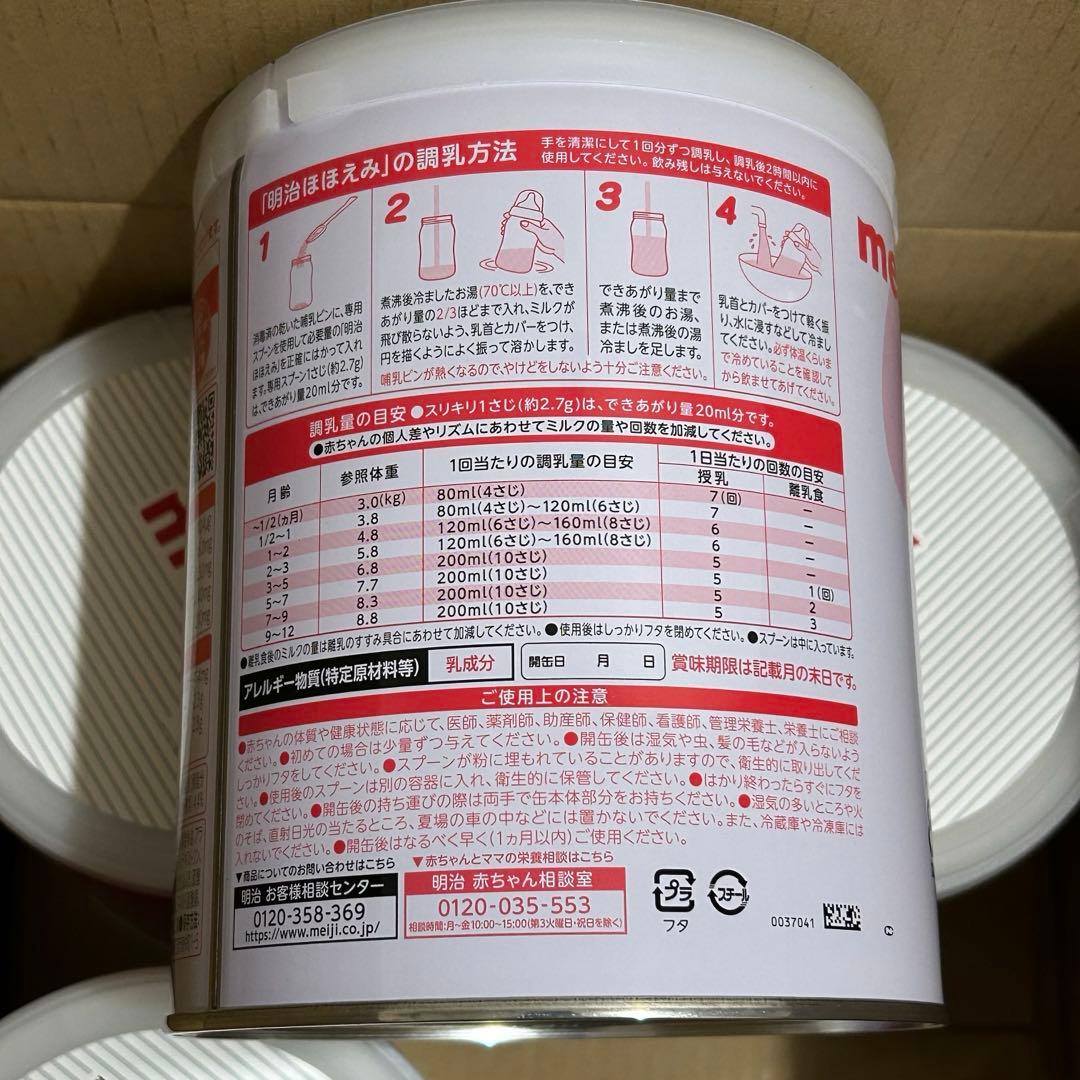 「明治ほほえみ」の調乳方法
手を清潔にして1回分ずつ調乳し、調乳後2時間以内に
使用してください。飲み残しは与えないでください。
1
消毒済の乾いた哺乳ビンに、専用
スプーンを使用して必要量の「明治
ほほえみ」を正確にはかって入れ
ます。専用スプーン1さじ(約2.7g)
は、できあがり量20ml分です。
2
煮沸後冷ましたお湯(70℃以上)を、でき
あがり量の2/3ほどまで入れ、ミルクが
飛び散らないよう、乳首とカバーをつけ、
円を描くようによく振って溶かします。
哺乳ビンが熱くなるので、やけどをしないよう十分ご注意ください。
3
できあがり量まで
煮沸後のお湯、
または煮沸後の湯
冷ましを足します。
4
乳首とカバーをつけて軽く振
り、水に浸すなどして冷まし
てください。必ず体温くらいま
で冷めていることを確認して
から飲ませてあげてください。
調乳量の目安 ●スリキリ1さじ(約2.7g)は、できあがり量20ml分です。
●赤ちゃんの個人差やリズムにあわせてミルクの量や回数を加減してください。
月齢 参照体重 1回当たりの調乳量の目安 1日当たりの回数の目安
授乳 離乳食
~1/2(ヵ月) 3.0(kg) 80ml(4さじ) 7(回) −
1/2~1 3.8 80ml(4さじ)~120ml(6さじ) 7 −
1~2 4.8 120ml(6さじ)~160ml(8さじ) 6 −
2~3 5.8 120ml(6さじ)~160ml(8さじ) 6 −
3~5 6.8 200ml(10さじ) 5 −
5~7 7.7 200ml(10さじ) 5 1(回)
7~9 8.3 200ml(10さじ) 5 2
9~12 8.8 200ml(10さじ) 5 3
●離乳食後のミルクの量は離乳のすすみ具合にあわせて加減してください。●使用後はしっかりフタを閉めてください。●スプーンは中に入っています。
アレルギー物質(特定原材料等) 乳成分 開缶日 月 日 賞味期限は記載月の末日です。
ご使用上の注意
●赤ちゃんの体質や健康状態に応じて、医師、薬剤師、助産師、保健師、看護師、管理栄養士、栄養士にご相談
ください。●初めての場合は少量ずつ与えてください。●開缶後は湿気や虫、髪の毛などが入らないよう
しっかりフタをしてください。●スプーンが粉に埋もれていることがありますので、衛生的に取り出してくだ
さい。●使用後のスプーンは別の容器に入れ、衛生的に保管してください。●はかり終わったらすぐにフタを
閉めてください。●開缶後の持ち運びの際は両手で缶本体部分をお持ちください。●湿気の多いところや火
のそば、直射日光の当たるところ、夏場の車の中などには置かないでください。また、冷蔵庫や冷凍庫には
入れないでください。●開缶後はなるべく早く(1ヵ月以内)ご使用ください。
▼商品についてのお問い合わせはこちら
明治 お客様相談センター
0120-358-369
https://www.meiji.co.jp/
▼赤ちゃんとママの栄養相談はこちら
明治 赤ちゃん相談室
0120-035-553
相談時間:月~金10:00~15:00(第3火曜日・祝日を除く)
プラ
フタ
スチール
0037041
me